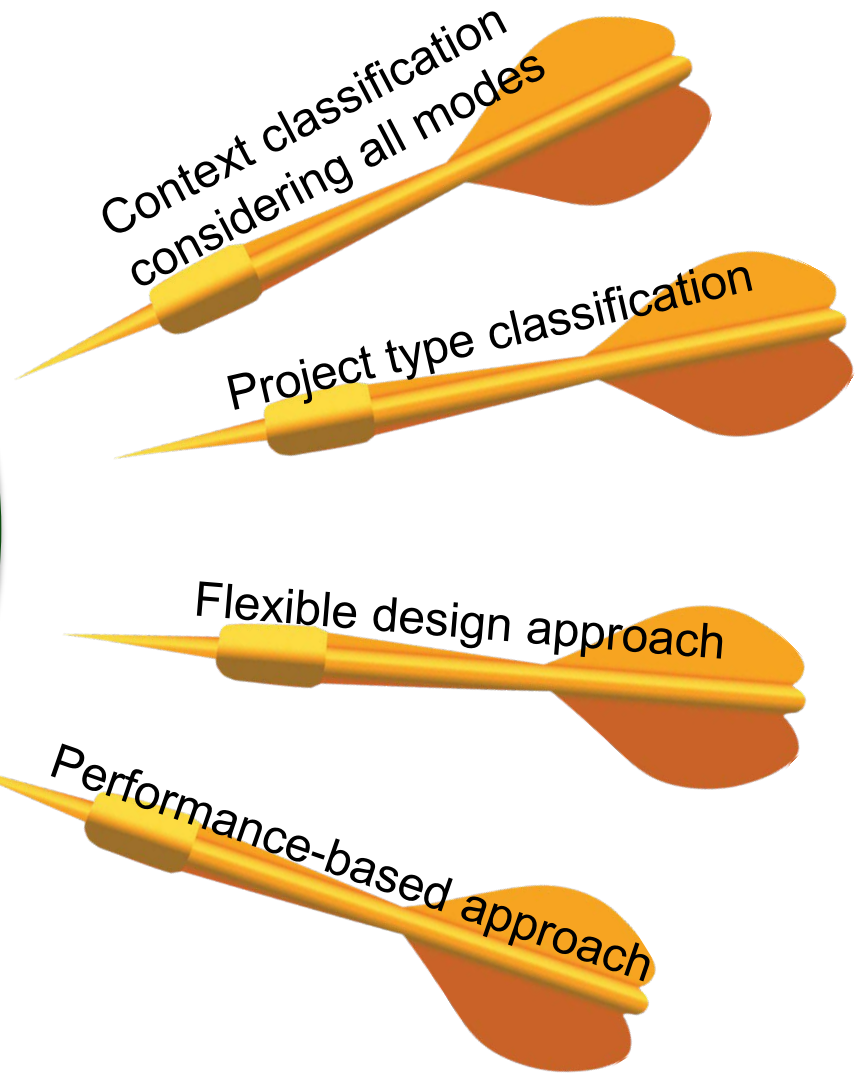 Context classification
considering all modes
Project type classification
Flexible design approach
Performance-based approach